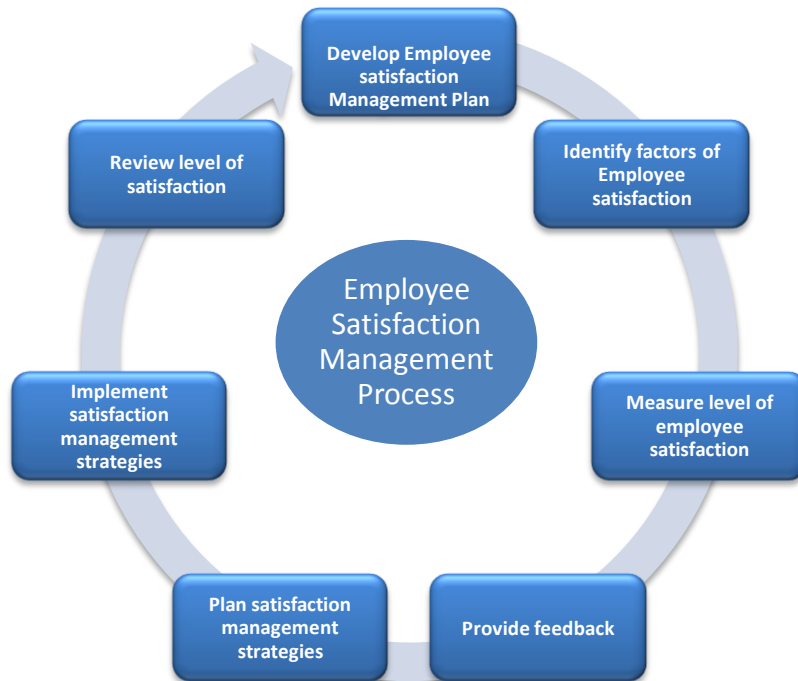 Develop Employee
satisfaction
Management Plan
Identify factors of
Employee
satisfaction
Measure level of
employee
satisfaction
Provide feedback
Plan satisfaction
management
strategies
Implement
satisfaction
management
strategies
Review level of
satisfaction
Employee
Satisfaction
Management
Process